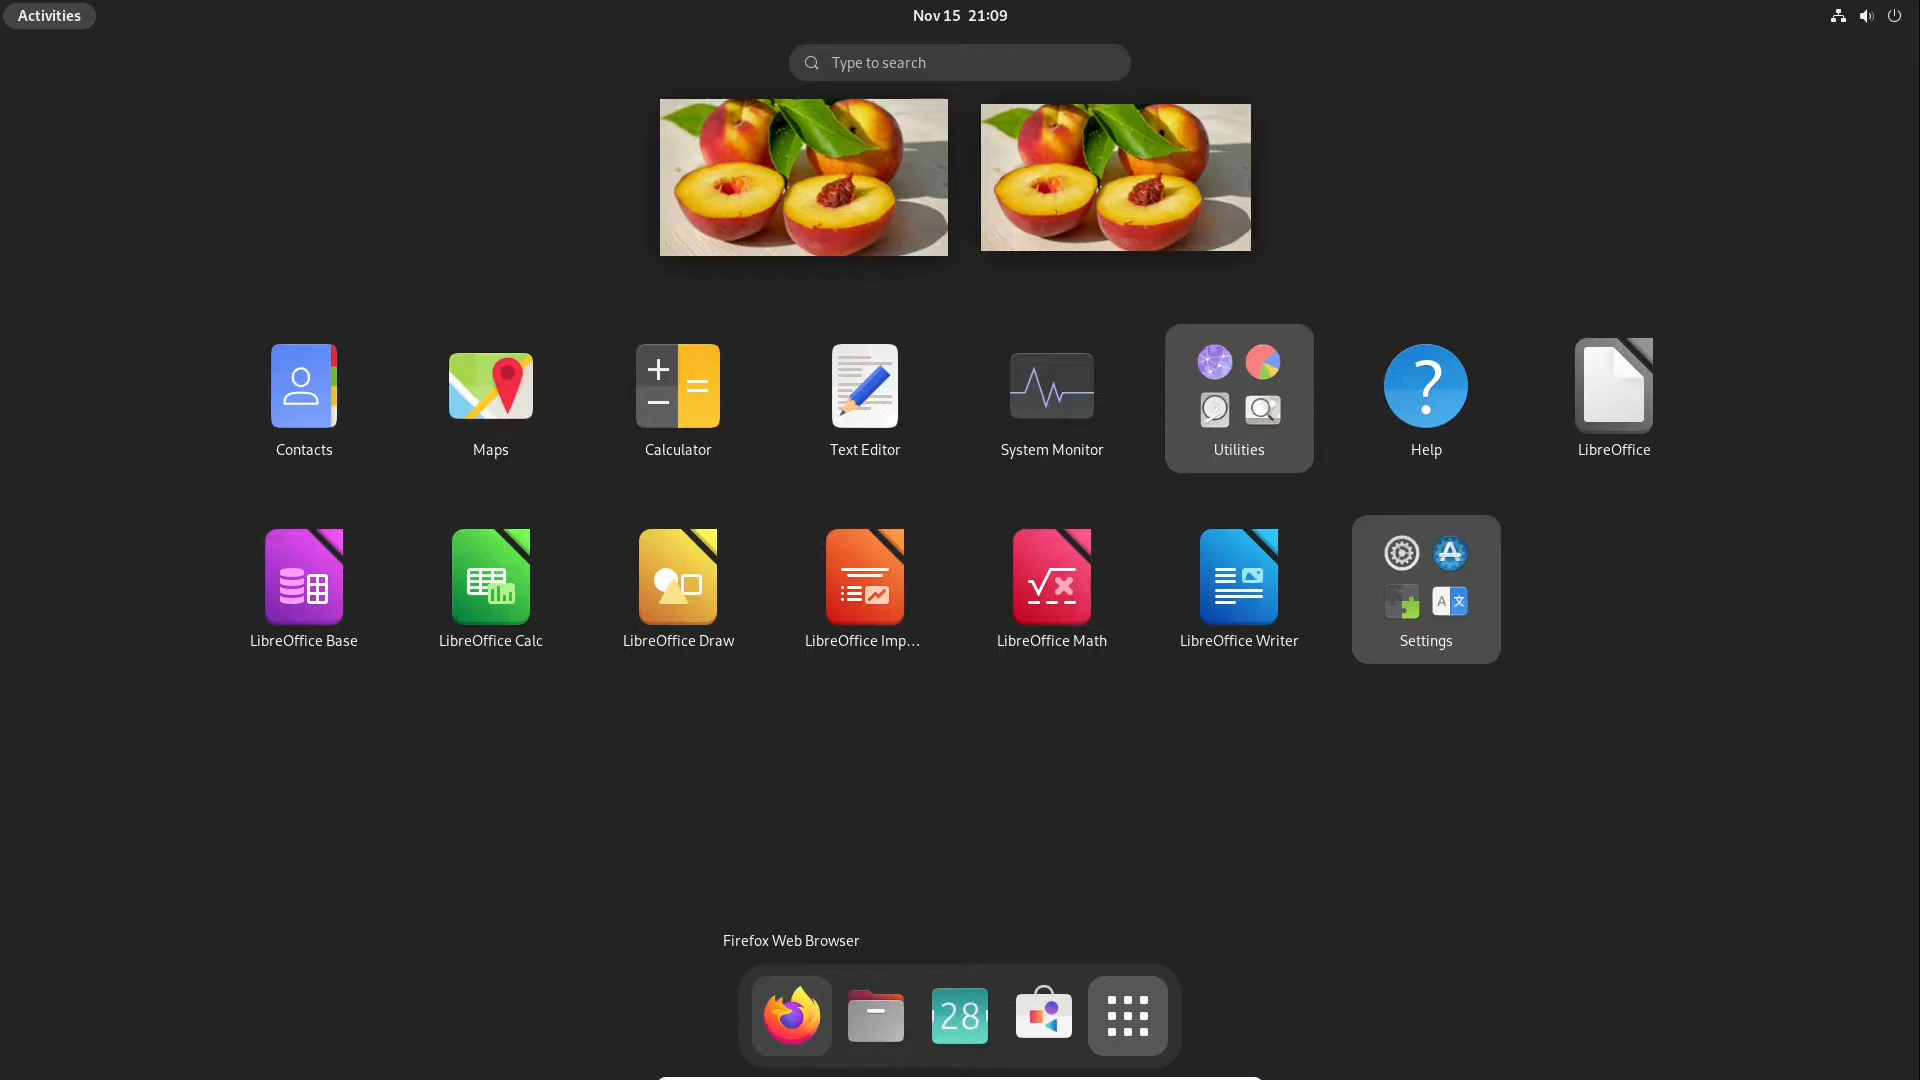 Activities
Nov 15 21:09
Type to search
Contacts
Maps
Calculator
Text Editor
System Monitor
Utilities
Help
LibreOffice
LibreOffice Base
LibreOffice Calc
LibreOffice Draw
LibreOffice Imp…
LibreOffice Math
LibreOffice Writer
A 文
Settings
Firefox Web Browser
28